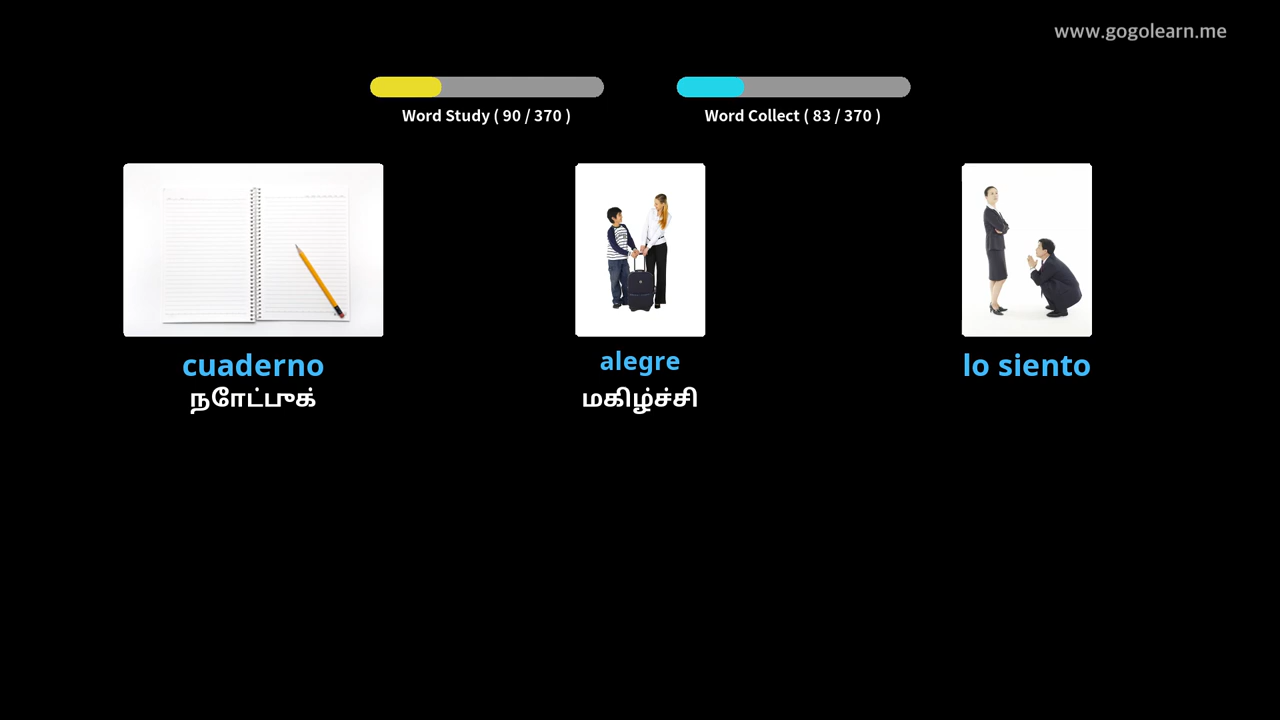 www.gogolearn.me
Word Study ( 90 / 370 )
Word Collect ( 83 / 370 )
cuaderno
நோட்புக்
alegre
மகிழ்ச்சி
lo siento